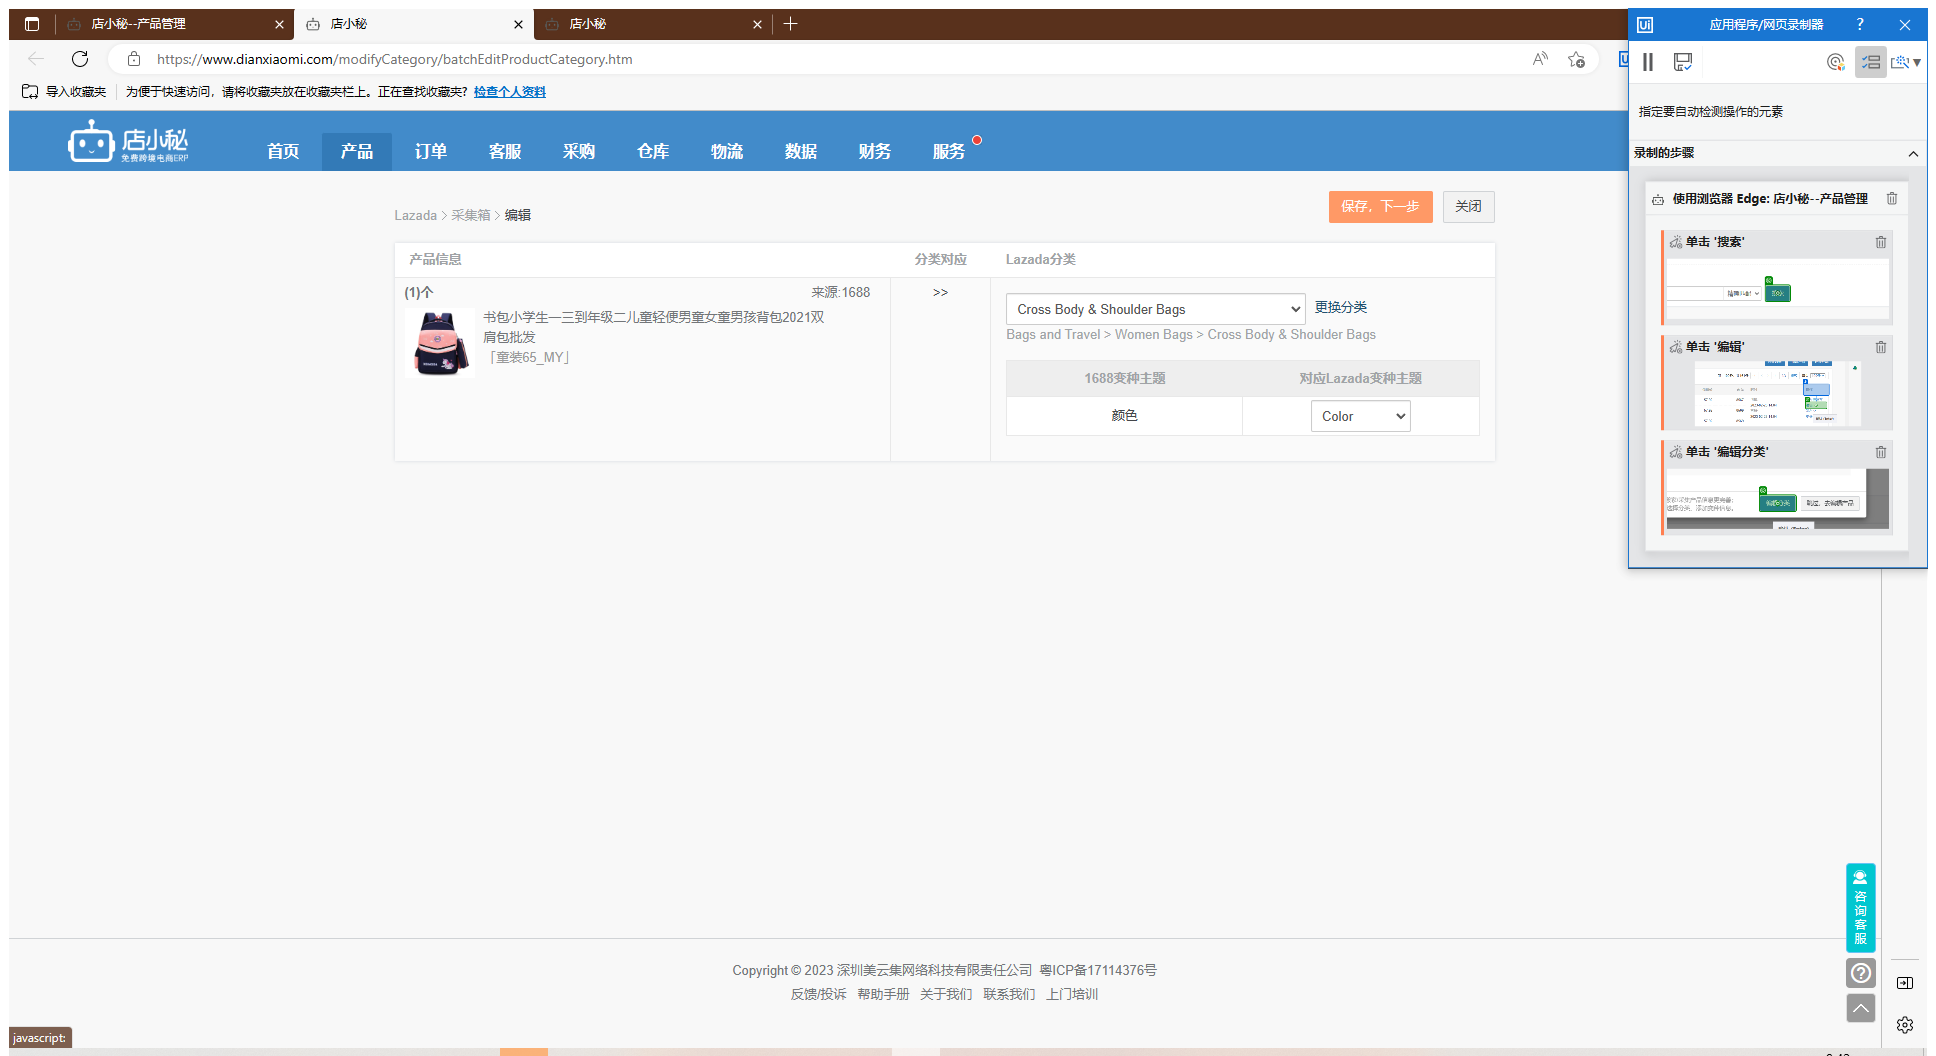 店小秘--产品管理
店小秘
店小秘
https://www.dianxiaomi.com/modifyCategory/batchEditProductCategory.htm
导入收藏夹
为便于快速访问，请将收藏夹放在收藏夹栏上。正在查找收藏夹? 检查个人资料
店小秘
免费跨境电商ERP
首页 产品 订单 客服 采购 仓库 物流 数据 财务 服务
Lazada > 采集箱 > 编辑
保存，下一步 关闭
产品信息 分类对应 Lazada分类
(1)个 来源:1688 >>
书包小学生一三到年级二儿童轻便男童女童男孩背包2021双
肩包批发
「童装65_MY」
Cross Body & Shoulder Bags 更换分类
Bags and Travel > Women Bags > Cross Body & Shoulder Bags
1688变种主题 对应Lazada变种主题
颜色 Color
Ui 应用程序/网页录制器 ?
指定要自动检测操作的元素
录制的步骤
使用浏览器 Edge: 店小秘--产品管理
单击 '搜索'
单击 '编辑'
单击 '编辑分类'
编辑分类
咨询客服
Copyright © 2023 深圳美云集网络科技有限责任公司 粤ICP备17114376号
反馈/投诉 帮助手册 关于我们 联系我们 上门培训
javascript: